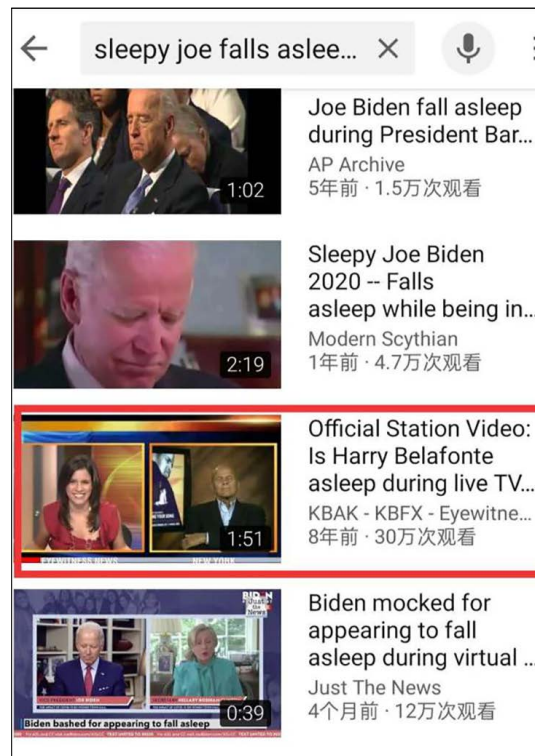 sleepy joe falls aslee...
1:02
Joe Biden fall asleep
during President Bar...
AP Archive
5年前 · 1.5万次观看
2:19
Sleepy Joe Biden
2020 -- Falls
asleep while being in...
Modern Scythian
1年前 · 4.7万次观看
EYEWITNESS NEWS
NEW YORK
1:51
Official Station Video:
Is Harry Belafonte
asleep during live TV...
KBAK - KBFX - Eyewitne...
8年前 · 30万次观看
Biden bashed for appearing to fall asleep
0:39
Biden mocked for
appearing to fall
asleep during virtual ...
Just The News
4个月前 · 12万次观看